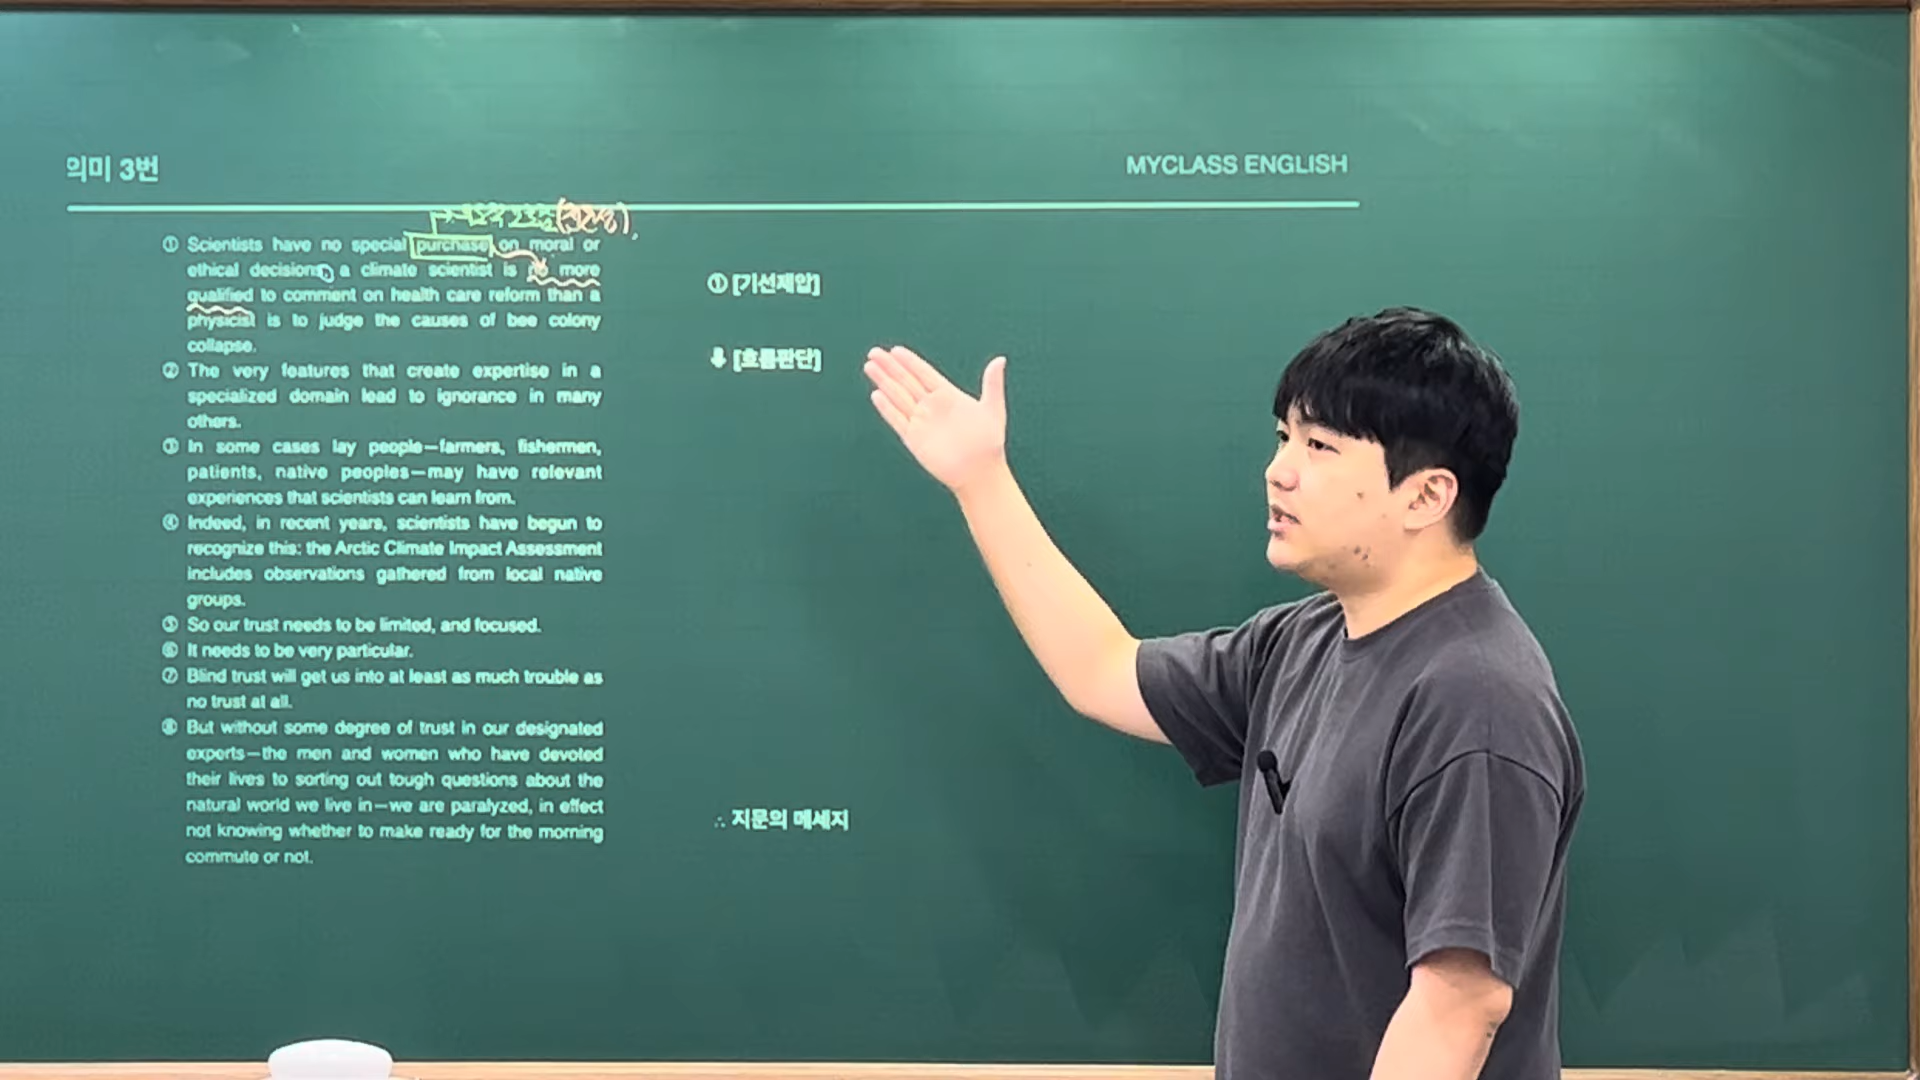 의미 3번
MYCLASS ENGLISH
① Scientists have no special purchase on moral or
ethical decisions; a climate scientist is no more
qualified to comment on health care reform than a
physicist is to judge the causes of bee colony
collapse.
② The very features that create expertise in a
specialized domain lead to ignorance in many
others.
③ In some cases lay people—farmers, fishermen,
patients, native peoples—may have relevant
experiences that scientists can learn from.
④ Indeed, in recent years, scientists have begun to
recognize this: the Arctic Climate Impact Assessment
includes observations gathered from local native
groups.
⑤ So our trust needs to be limited, and focused.
⑥ It needs to be very particular.
⑦ Blind trust will get us into at least as much trouble as
no trust at all.
⑧ But without some degree of trust in our designated
experts—the men and women who have devoted
their lives to sorting out tough questions about the
natural world we live in—we are paralyzed, in effect
not knowing whether to make ready for the morning
commute or not.
① [기선제압]
⬇ [흐름판단]
∴ 지문의 메세지